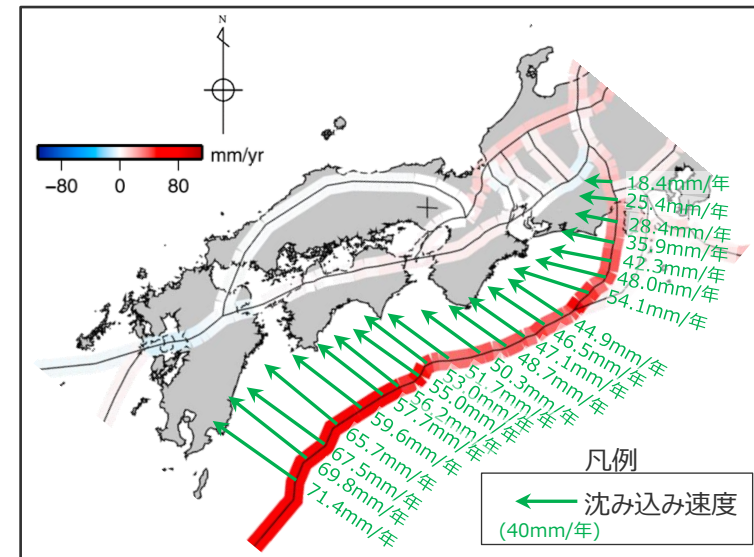 N
mm/yr
−80 0 80
18.4mm/年
25.4mm/年
28.4mm/年
35.9mm/年
42.3mm/年
48.0mm/年
54.1mm/年
44.9mm/年
46.5mm/年
47.1mm/年
48.7mm/年
50.3mm/年
51.7mm/年
53.0mm/年
55.0mm/年
56.2mm/年
57.7mm/年
59.6mm/年
65.7mm/年
67.5mm/年
69.8mm/年
71.4mm/年
凡例
沈み込み速度
(40mm/年)